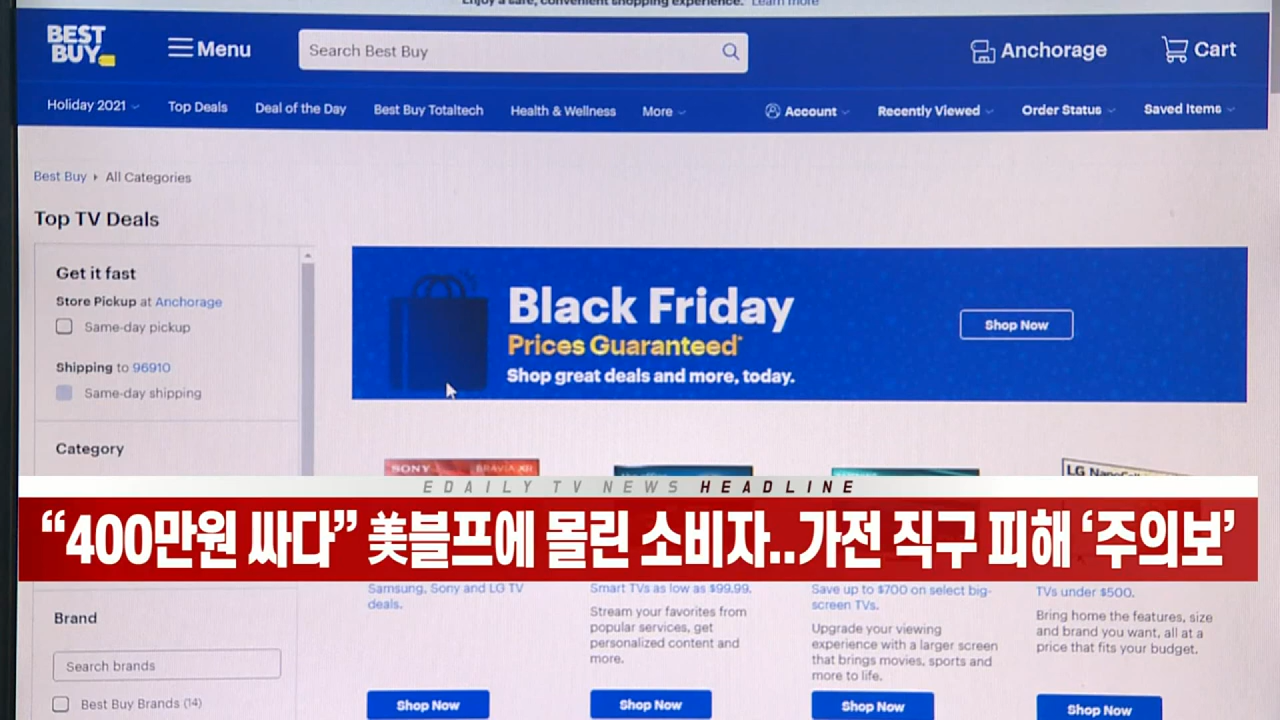 Enjoy a safe, convenient shopping experience. Learn more
BEST
BUY
Menu
Search Best Buy
Anchorage
Cart
Holiday 2021
Top Deals
Deal of the Day
Best Buy Totaltech
Health & Wellness
More
Account
Recently Viewed
Order Status
Saved Items
Best Buy
All Categories
Top TV Deals
Get it fast
Store Pickup at Anchorage
Same-day pickup
Shipping to 96910
Same-day shipping
Category
Black Friday
Prices Guaranteed*
Shop great deals and more, today.
Shop Now
SONY BRAVIA XR
LG
EDAILY TV NEWS HEADLINE
“400만원 싸다” 美블프에 몰린 소비자..가전 직구 피해 ‘주의보’
Samsung, Sony and LG TV
deals.
Shop Now
Smart TVs as low as $99.99.
Stream your favorites from
popular services, get
personalized content and
more.
Shop Now
Save up to $700 on select big-
screen TVs.
Upgrade your viewing
experience with a larger screen
that brings movies, sports and
more to life.
Shop Now
TVs under $500.
Bring home the features, size
and brand you want, all at a
price that fits your budget.
Shop Now
Brand
Search brands
Best Buy Brands (14)